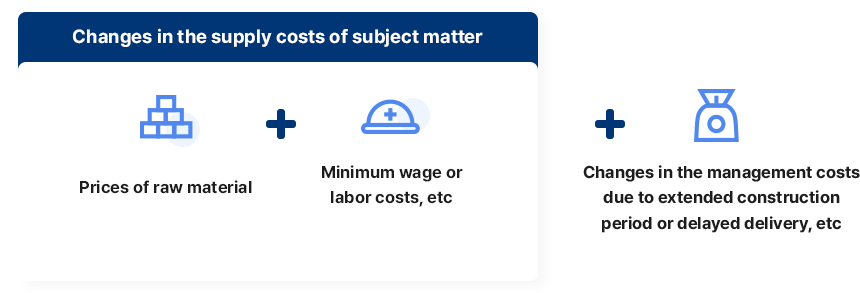 Changes in the supply costs of subject matter
Prices of raw material
Minimum wage or
labor costs, etc
Changes in the management costs
due to extended construction
period or delayed delivery, etc